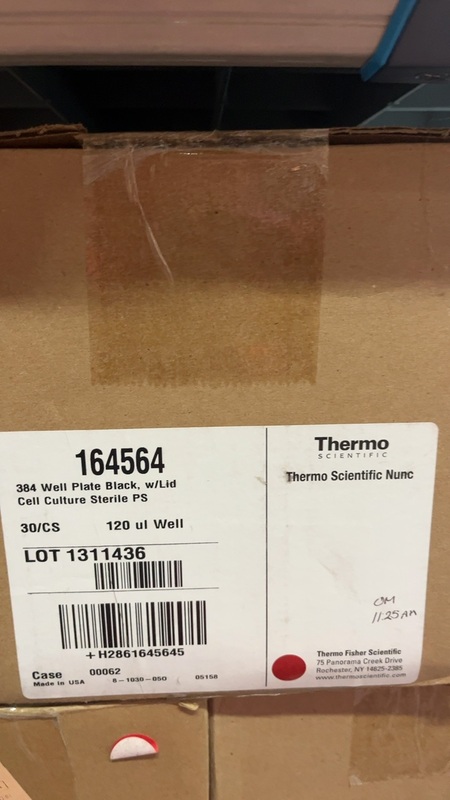 164564
384 Well Plate Black, w/Lid
Cell Culture Sterile PS
30/CS 120 ul Well
LOT 1311436
+H2861645645
Case 00062
Made in USA 8-1030-050 05158
Thermo
SCIENTIFIC
Thermo Scientific Nunc
11:25 AM
Thermo Fisher Scientific
75 Panorama Creek Drive
Rochester, NY 14625-2385
www.thermoscientific.com